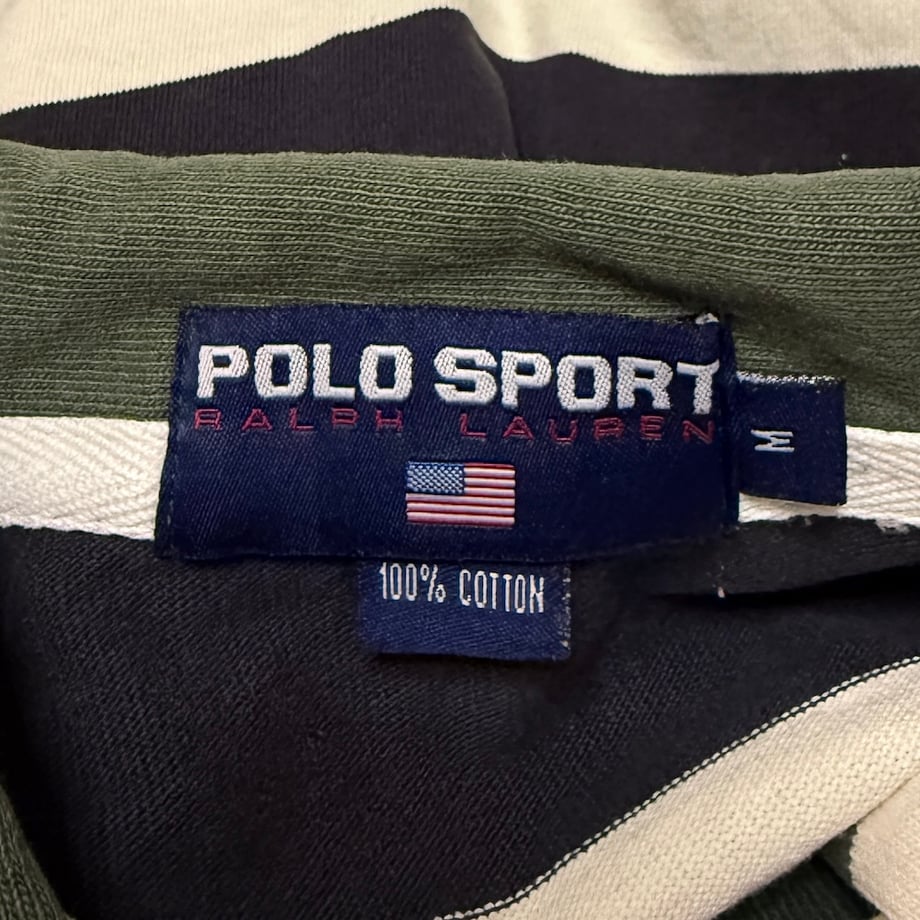 POLO SPORT
RALPH LAUREN
M
100% COTTON